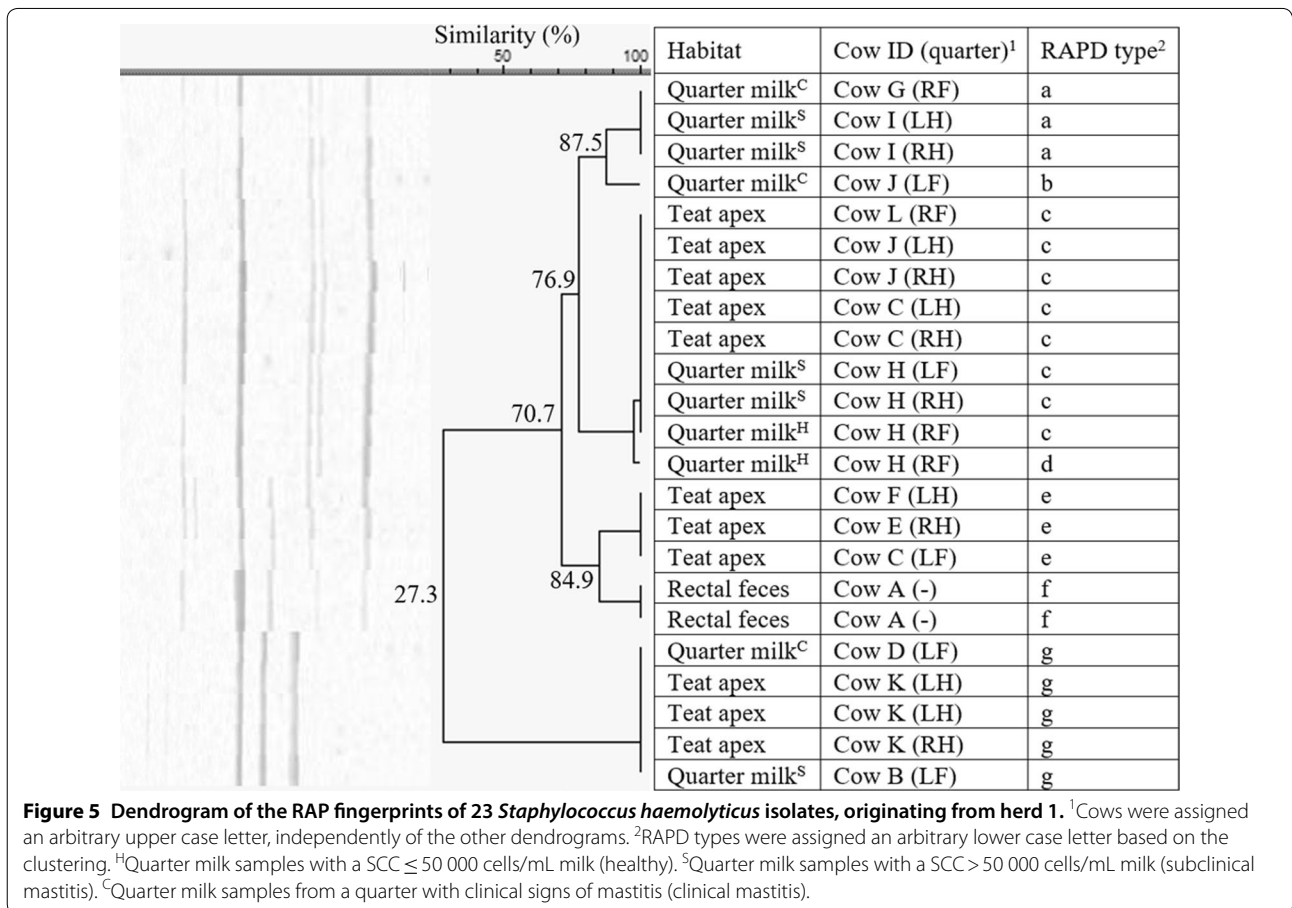 Similarity (%)
50 100
Habitat Cow ID (quarter)¹ RAPD type²
Quarter milkᶜ Cow G (RF) a
Quarter milkˢ Cow I (LH) a
Quarter milkˢ Cow I (RH) a
Quarter milkᶜ Cow J (LF) b
Teat apex Cow L (RF) c
Teat apex Cow J (LH) c
Teat apex Cow J (RH) c
Teat apex Cow C (LH) c
Teat apex Cow C (RH) c
Quarter milkˢ Cow H (LF) c
Quarter milkˢ Cow H (RH) c
Quarter milkᴴ Cow H (RF) c
Quarter milkᴴ Cow H (RF) d
Teat apex Cow F (LH) e
Teat apex Cow E (RH) e
Teat apex Cow C (LF) e
Rectal feces Cow A (-) f
Rectal feces Cow A (-) f
Quarter milkᶜ Cow D (LF) g
Teat apex Cow K (LH) g
Teat apex Cow K (LH) g
Teat apex Cow K (RH) g
Quarter milkˢ Cow B (LF) g
87.5
76.9
70.7
84.9
27.3
Figure 5 Dendrogram of the RAP fingerprints of 23 Staphylococcus haemolyticus isolates, originating from herd 1. ¹Cows were assigned
an arbitrary upper case letter, independently of the other dendrograms. ²RAPD types were assigned an arbitrary lower case letter based on the
clustering. ᴴQuarter milk samples with a SCC ≤ 50 000 cells/mL milk (healthy). ˢQuarter milk samples with a SCC > 50 000 cells/mL milk (subclinical
mastitis). ᶜQuarter milk samples from a quarter with clinical signs of mastitis (clinical mastitis).